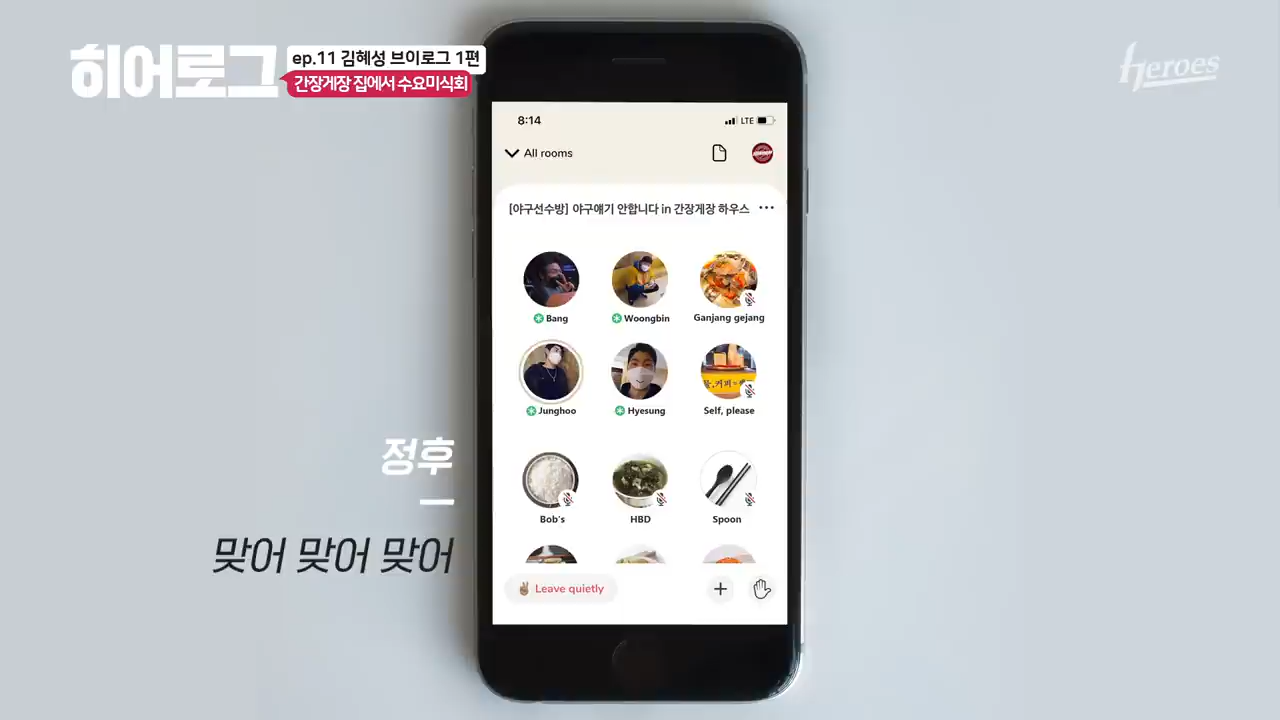 히어로그
ep.11 김혜성 브이로그 1편
간장게장 집에서 수요미식회
Heroes
8:14
LTE
All rooms
[야구선수방] 야구얘기 안합니다 in 간장게장 하우스
Bang
Woongbin
Ganjang gejang
Junghoo
Hyesung
Self, please
Bob's
HBD
Spoon
Leave quietly
정후
맞어 맞어 맞어